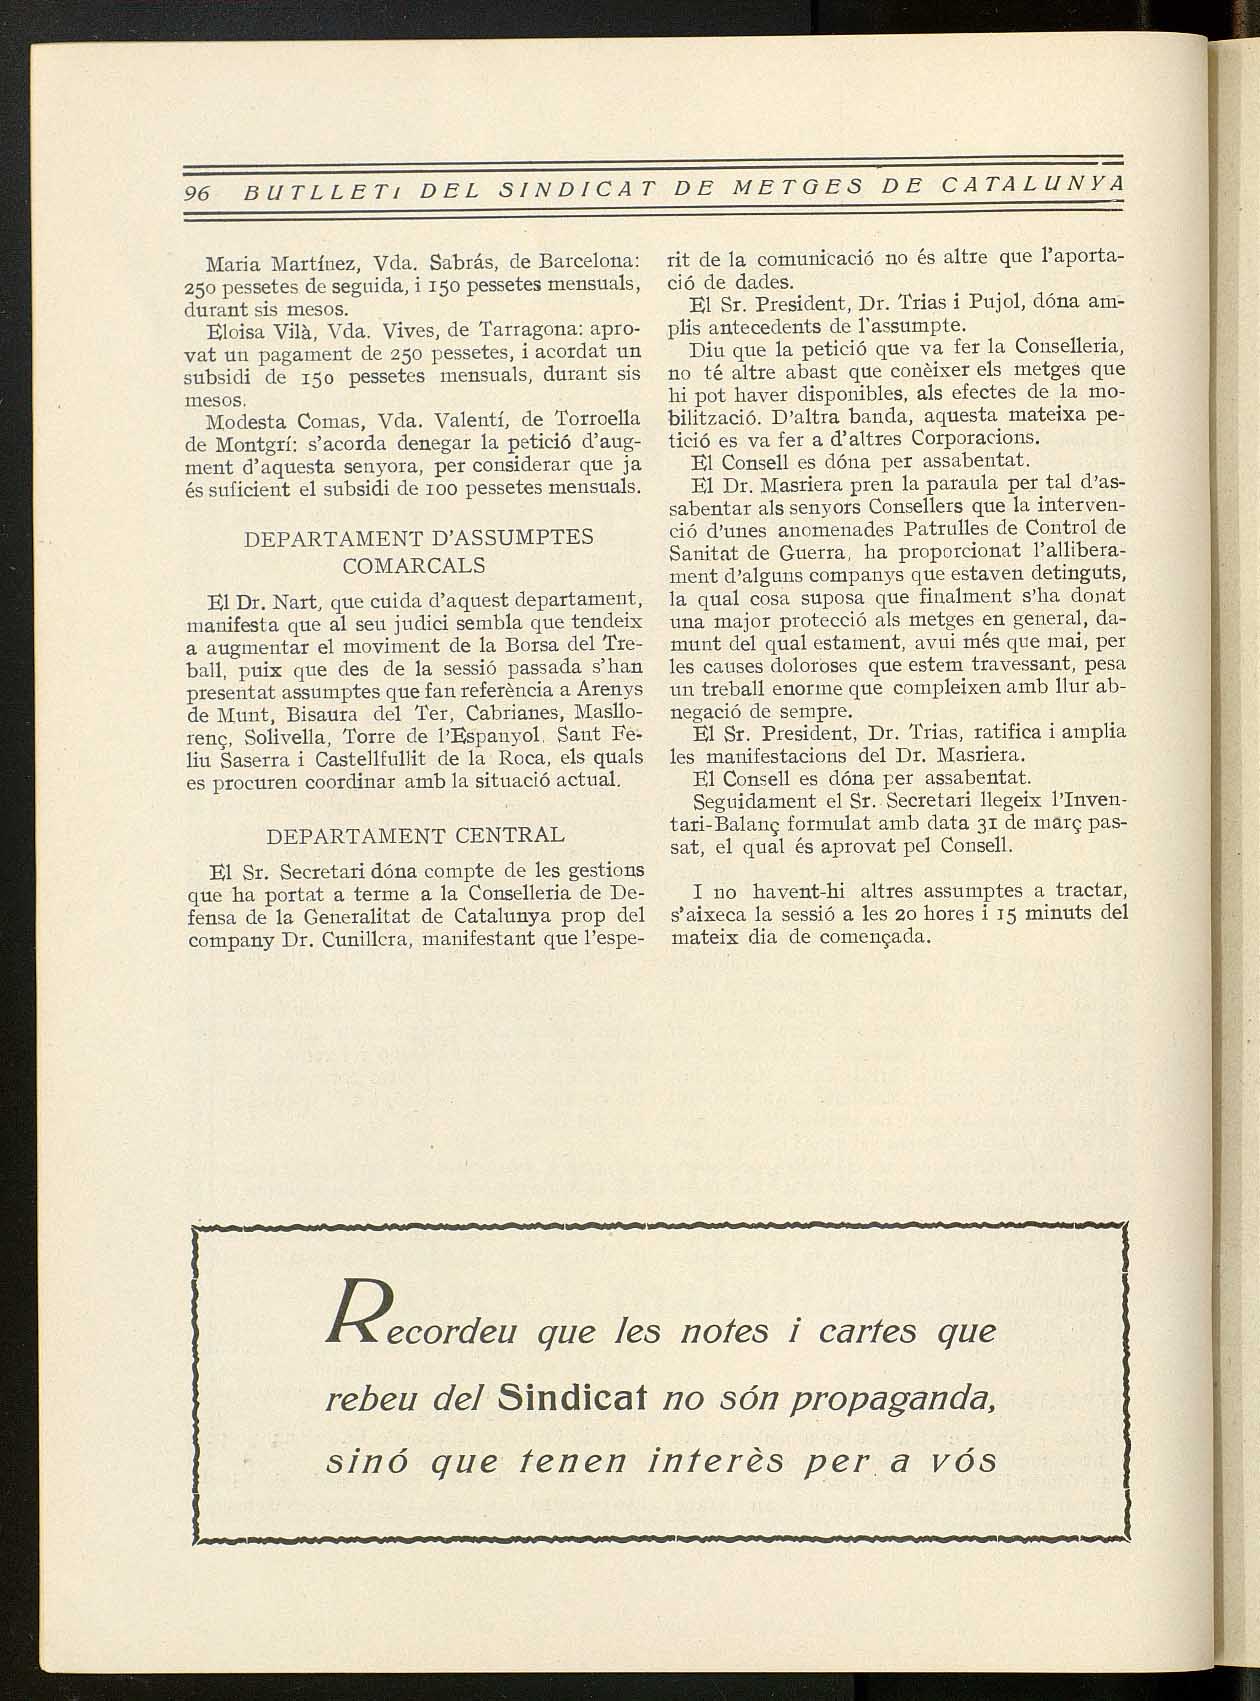 96 BUTLLETI DEL SINDICAT DE METGES DE CATALUNYA
Maria Martínez, Vda. Sabrás, de Barcelona:
250 pessetes de seguida, i 150 pessetes mensuals,
durant sis mesos.
Eloisa Vilà, Vda. Vives, de Tarragona: apro-
vat un pagament de 250 pessetes, i acordat un
subsidi de 150 pessetes mensuals, durant sis
mesos.
Modesta Comas, Vda. Valentí, de Torroella
de Montgrí: s'acorda denegar la petició d'aug-
ment d'aquesta senyora, per considerar que ja
és suficient el subsidi de 100 pessetes mensuals.
DEPARTAMENT D'ASSUMPTES
COMARCALS
El Dr. Nart, que cuida d'aquest departament,
manifesta que al seu judici sembla que tendeix
a augmentar el moviment de la Borsa del Tre-
ball, puix que des de la sessió passada s'han
presentat assumptes que fan referència a Arenys
de Munt, Bisaura del Ter, Cabrianes, Masllo-
renç, Solivella, Torre de l'Espanyol, Sant Fe-
liu Saserra i Castellfullit de la Roca, els quals
es procuren coordinar amb la situació actual.
DEPARTAMENT CENTRAL
El Sr. Secretari dóna compte de les gestions
que ha portat a terme a la Conselleria de De-
fensa de la Generalitat de Catalunya prop del
company Dr. Cunillera, manifestant que l'espe-
rit de la comunicació no és altre que l'aporta-
ció de dades.
El Sr. President, Dr. Trias i Pujol, dóna am-
plis antecedents de l'assumpte.
Diu que la petició que va fer la Conselleria,
no té altre abast que conèixer els metges que
hi pot haver disponibles, als efectes de la mo-
bilització. D'altra banda, aquesta mateixa pe-
tició es va fer a d'altres Corporacions.
El Consell es dóna per assabentat.
El Dr. Masriera pren la paraula per tal d'as-
sabentar als senyors Consellers que la interven-
ció d'unes anomenades Patrulles de Control de
Sanitat de Guerra, ha proporcionat l'allibera-
ment d'alguns companys que estaven detinguts,
la qual cosa suposa que finalment s'ha donat
una major protecció als metges en general, da-
munt del qual estament, avui més que mai, per
les causes doloroses que estem travessant, pesa
un treball enorme que compleixen amb llur ab-
negació de sempre.
El Sr. President, Dr. Trias, ratifica i amplia
les manifestacions del Dr. Masriera.
El Consell es dóna per assabentat.
Seguidament el Sr. Secretari llegeix l'Inven-
tari-Balanç formulat amb data 31 de març pas-
sat, el qual és aprovat pel Consell.
I no havent-hi altres assumptes a tractar,
s'aixeca la sessió a les 20 hores i 15 minuts del
mateix dia de començada.
Recordeu que les notes i cartes que
rebeu del Sindicat no són propaganda,
sinó que tenen interès per a vós